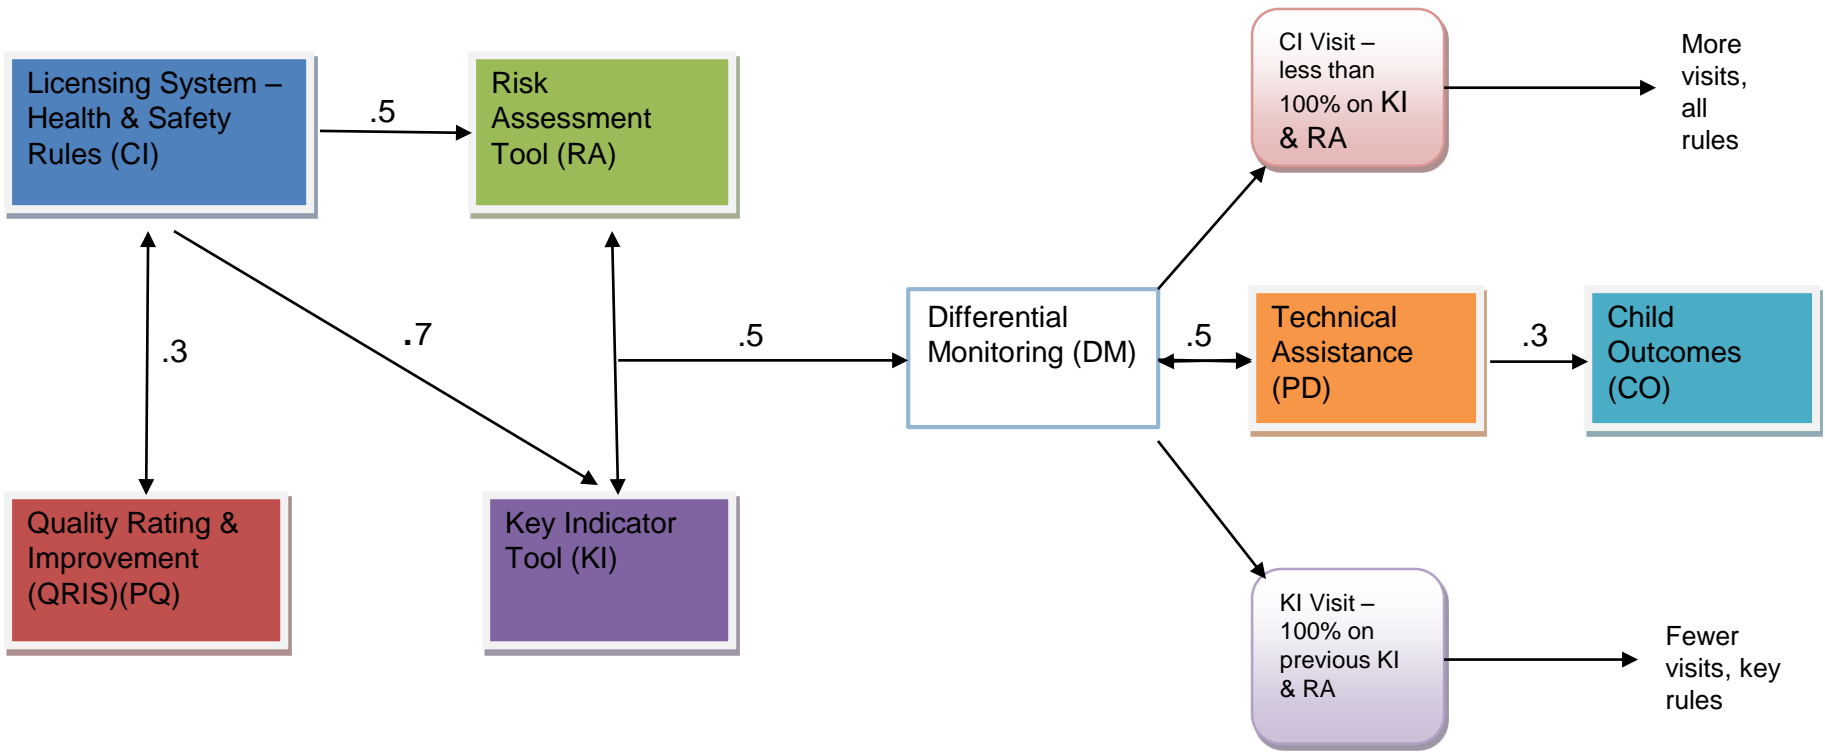 Licensing System –
Health & Safety
Rules (CI)
.5
Risk
Assessment
Tool (RA)
CI Visit –
less than
100% on KI
& RA
More
visits,
all
rules
.3
.7
.5
Differential
Monitoring (DM)
.5
Technical
Assistance
(PD)
.3
Child
Outcomes
(CO)
Quality Rating &
Improvement
(QRIS)(PQ)
Key Indicator
Tool (KI)
KI Visit –
100% on
previous KI
& RA
Fewer
visits, key
rules